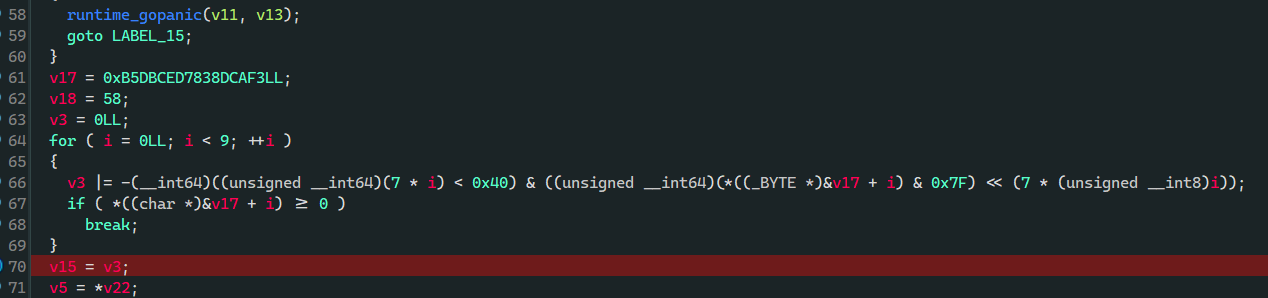 58 runtime_gopanic(v11, v13);
59 goto LABEL_15;
60 }
61 v17 = 0xB5DBCED7838DCAF3LL;
62 v18 = 58;
63 v3 = 0LL;
64 for ( i = 0LL; i < 9; ++i )
65 {
66 v3 |= -(__int64)((unsigned __int64)(7 * i) < 0x40) & ((unsigned __int64)(*((_BYTE *)&v17 + i) & 0x7F) << (7 * (unsigned __int8)i));
67 if ( *((char *)&v17 + i) >= 0 )
68 break;
69 }
70 v15 = v3;
71 v5 = *v22;